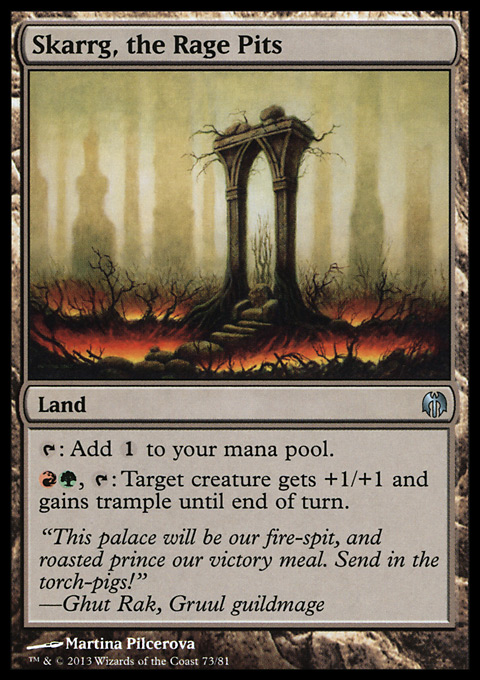 Skarrg, the Rage Pits
Land
: Add 1 to your mana pool.
, : Target creature gets +1/+1 and
gains trample until end of turn.
“This palace will be our fire-spit, and
roasted prince our victory meal. Send in the
torch-pigs!”
—Ghut Rak, Gruul guildmage
Martina Pilcerova
™ & © 2013 Wizards of the Coast 73/81